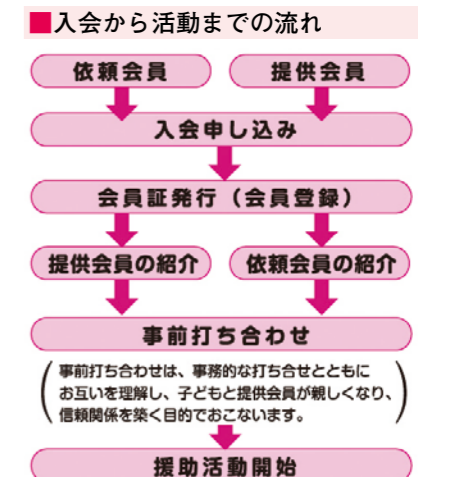 ■入会から活動までの流れ
依頼会員 提供会員
入会申し込み
会員証発行（会員登録）
提供会員の紹介 依頼会員の紹介
事前打ち合わせ
事前打ち合わせは、事務的な打ち合せとともに
お互いを理解し、子どもと提供会員が親しくなり、
信頼関係を築く目的でおこないます。
援助活動開始